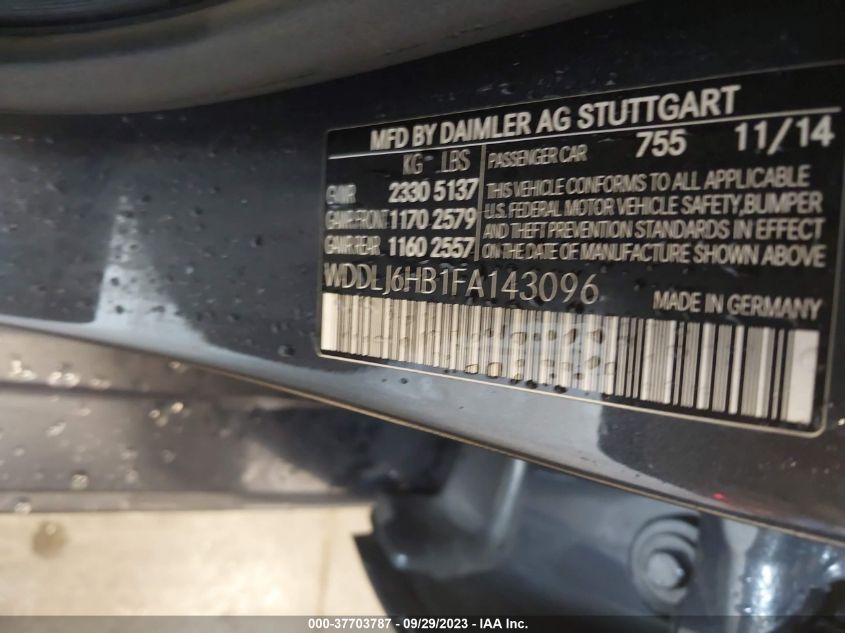 MFD BY DAIMLER AG STUTTGART
KG LBS
PASSENGER CAR 755 11/14
GAWR 2330 5137
GAWR FRONT 1170 2579
GAWR REAR 1160 2557
THIS VEHICLE CONFORMS TO ALL APPLICABLE
U.S. FEDERAL MOTOR VEHICLE SAFETY, BUMPER
AND THEFT PREVENTION STANDARDS IN EFFECT
ON THE DATE OF MANUFACTURE SHOWN ABOVE
WDDLJ6HB1FA143096
MADE IN GERMANY
000-37703787 - 09/29/2023 - IAA Inc.